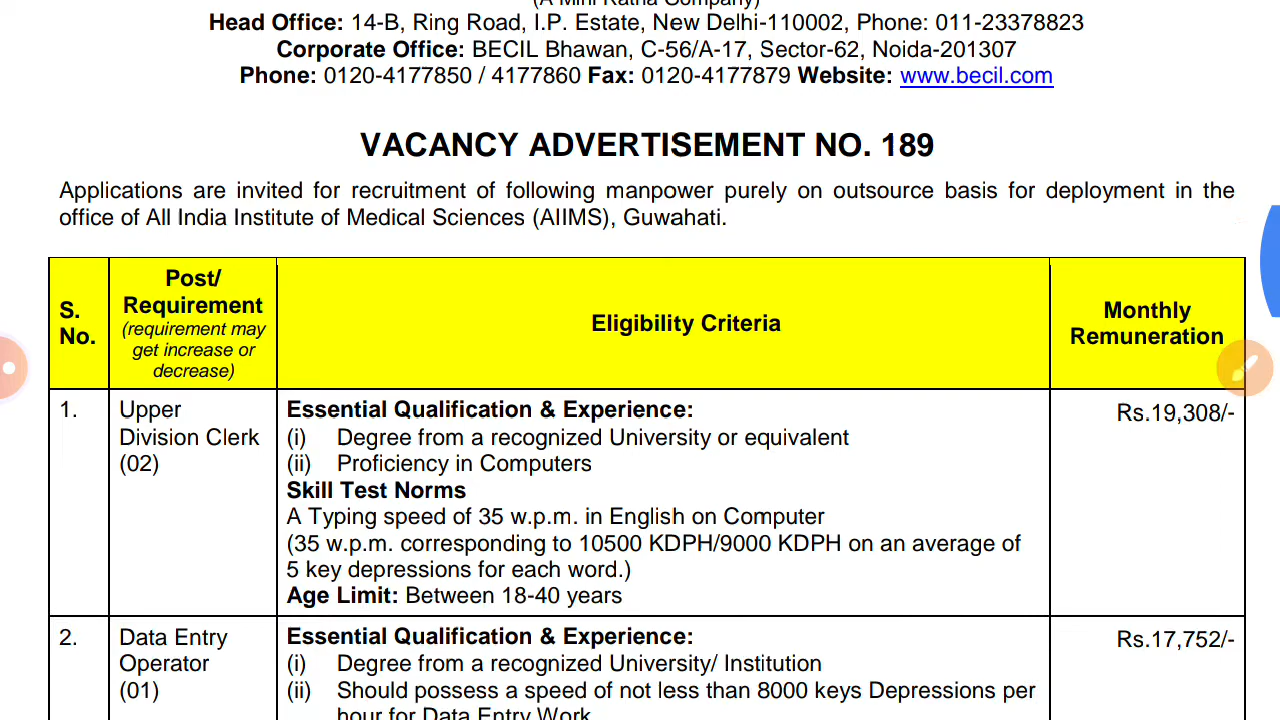 (A Mini Ratna Company)
Head Office: 14-B, Ring Road, I.P. Estate, New Delhi-110002, Phone: 011-23378823
Corporate Office: BECIL Bhawan, C-56/A-17, Sector-62, Noida-201307
Phone: 0120-4177850 / 4177860 Fax: 0120-4177879 Website: www.becil.com
VACANCY ADVERTISEMENT NO. 189
Applications are invited for recruitment of following manpower purely on outsource basis for deployment in the
office of All India Institute of Medical Sciences (AIIMS), Guwahati.
S.
No.
Post/
Requirement
(requirement may
get increase or
decrease)
Eligibility Criteria
Monthly
Remuneration
1.
Upper
Division Clerk
(02)
Essential Qualification & Experience:
(i) Degree from a recognized University or equivalent
(ii) Proficiency in Computers
Skill Test Norms
A Typing speed of 35 w.p.m. in English on Computer
(35 w.p.m. corresponding to 10500 KDPH/9000 KDPH on an average of
5 key depressions for each word.)
Age Limit: Between 18-40 years
Rs.19,308/-
2.
Data Entry
Operator
(01)
Essential Qualification & Experience:
(i) Degree from a recognized University/ Institution
(ii) Should possess a speed of not less than 8000 keys Depressions per
hour for Data Entry Work
Rs.17,752/-